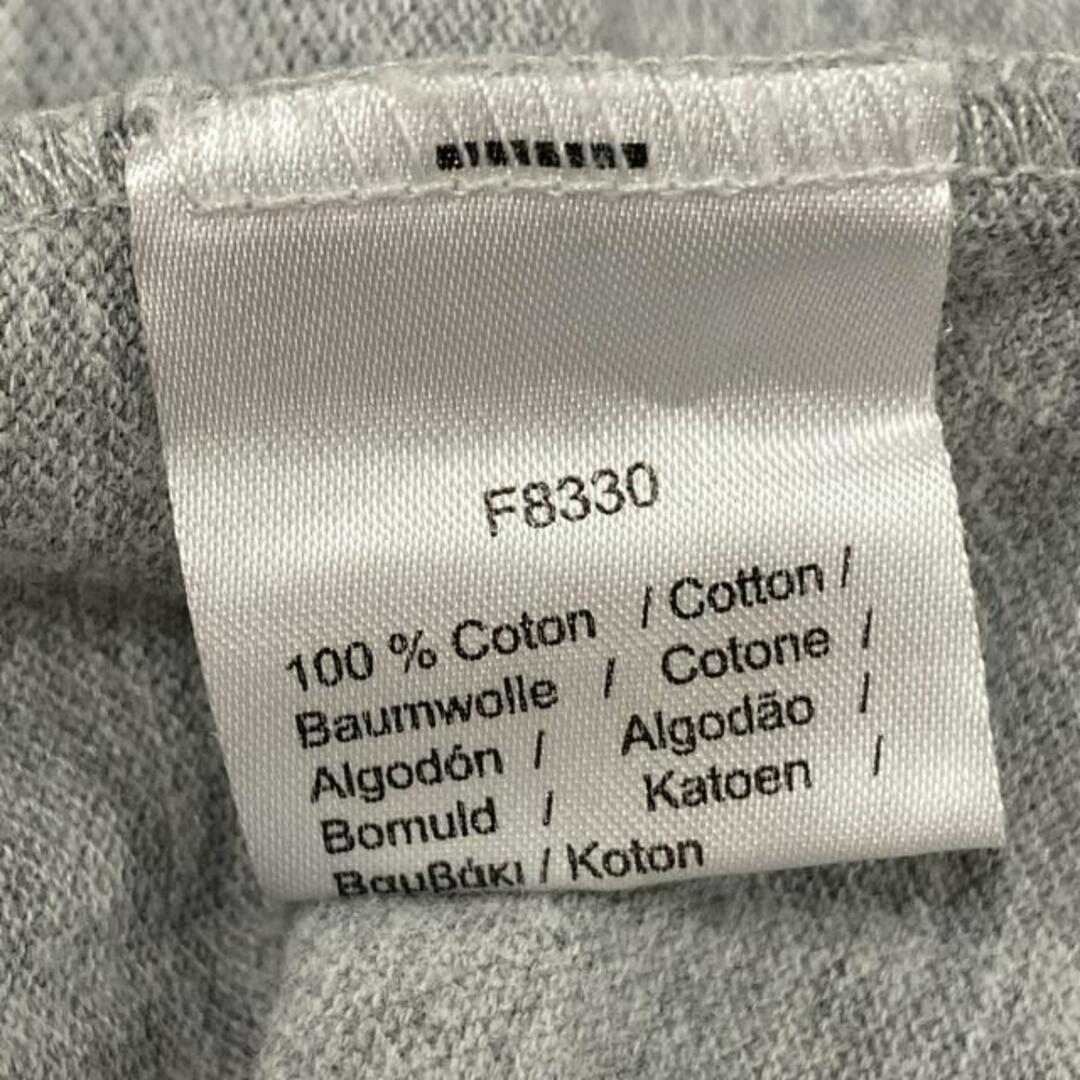 F8330
100 % Coton / Cotton /
Baumwolle / Cotone /
Algodón / Algodão /
Bomuld / Katoen /
Βαμβάκι / Koton